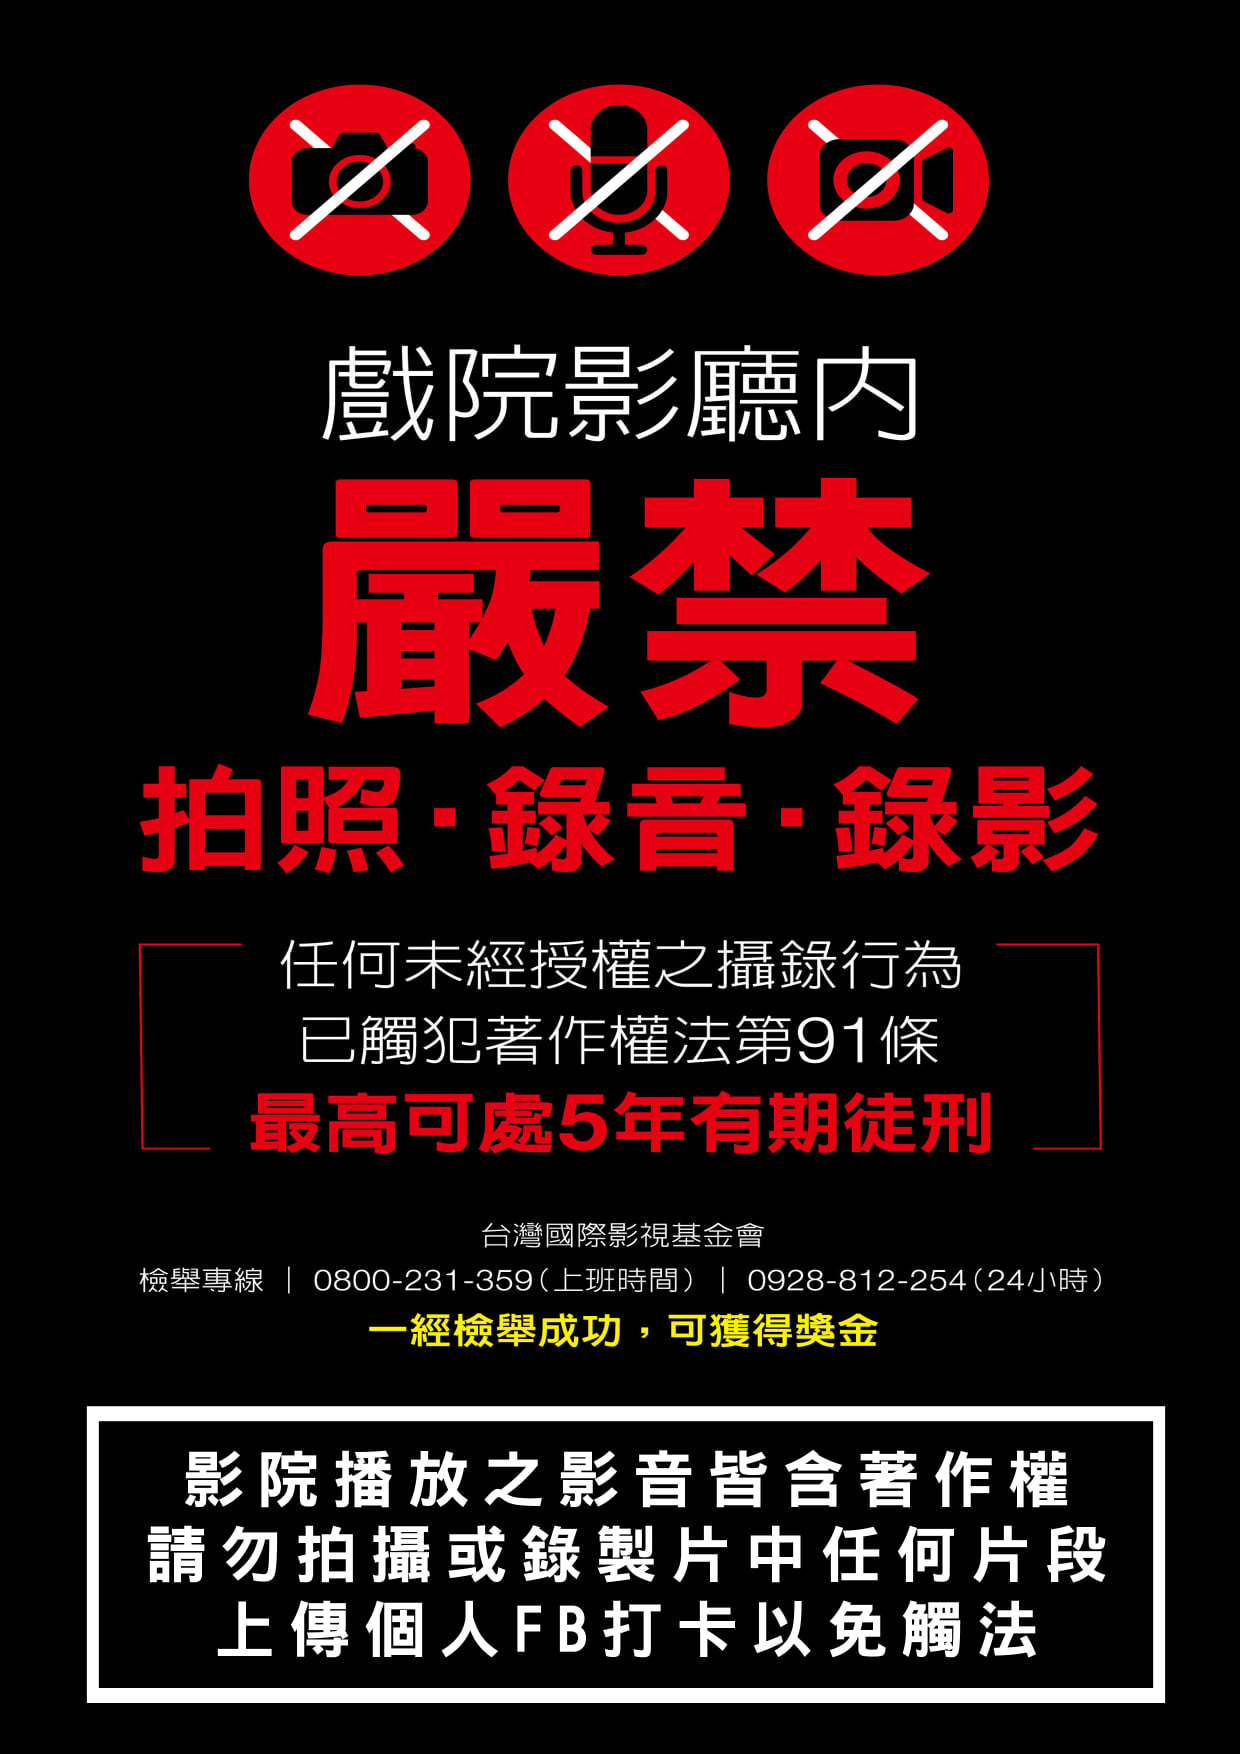 戲院影廳內
嚴禁
拍照·錄音·錄影
任何未經授權之攝錄行為
已觸犯著作權法第91條
最高可處5年有期徒刑
台灣國際影視基金會
檢舉專線 | 0800-231-359(上班時間) | 0928-812-254(24小時)
一經檢舉成功，可獲得獎金
影院播放之影音皆含著作權
請勿拍攝或錄製片中任何片段
上傳個人FB打卡以免觸法